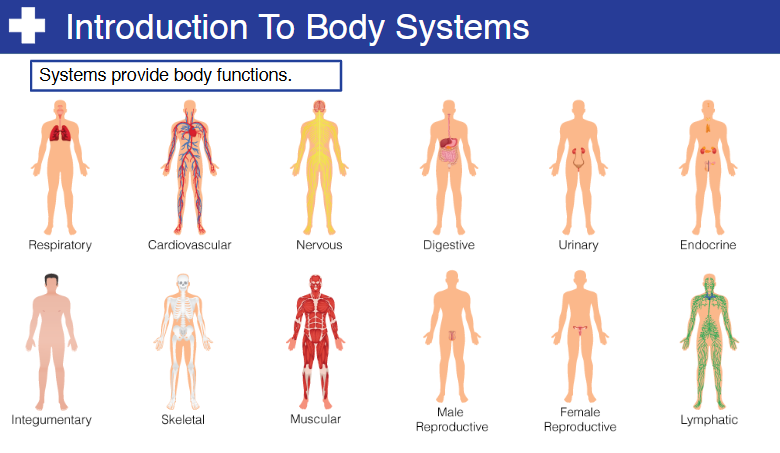 Introduction To Body Systems
Systems provide body functions.
Respiratory
Cardiovascular
Nervous
Digestive
Urinary
Endocrine
Integumentary
Skeletal
Muscular
Male
Reproductive
Female
Reproductive
Lymphatic